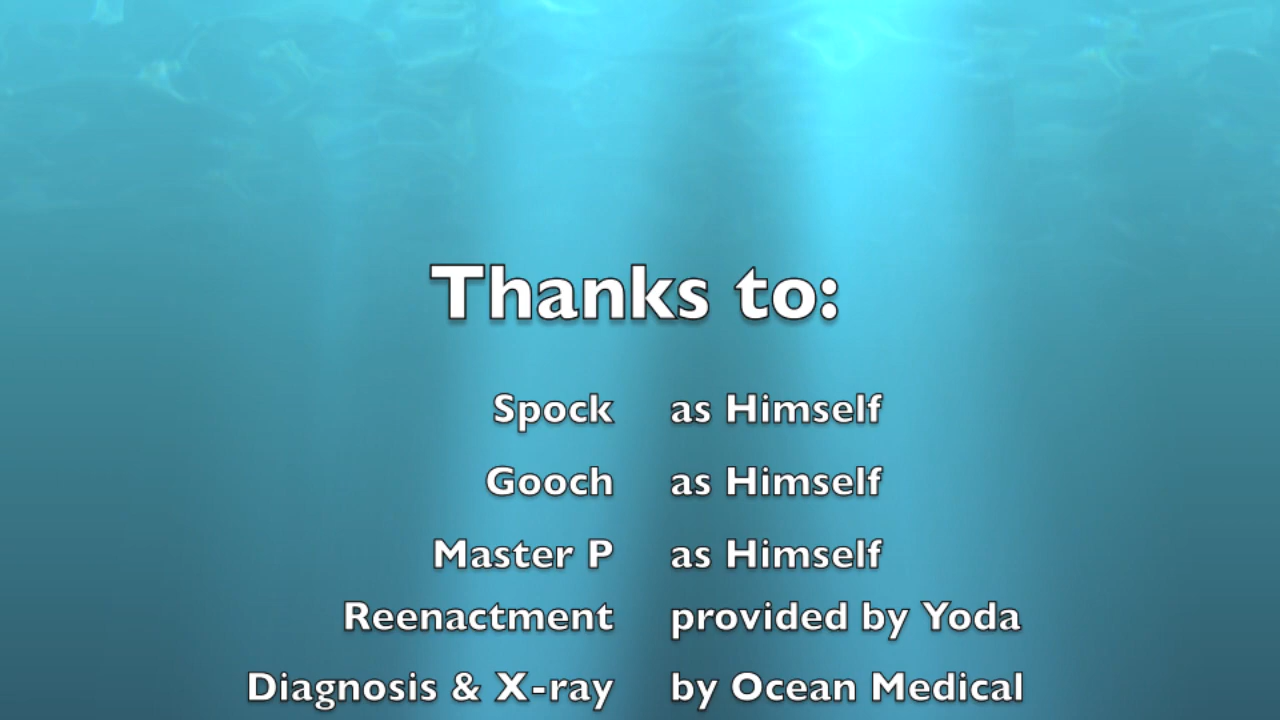 Thanks to:
Spock as Himself
Gooch as Himself
Master P as Himself
Reenactment provided by Yoda
Diagnosis & X-ray by Ocean Medical